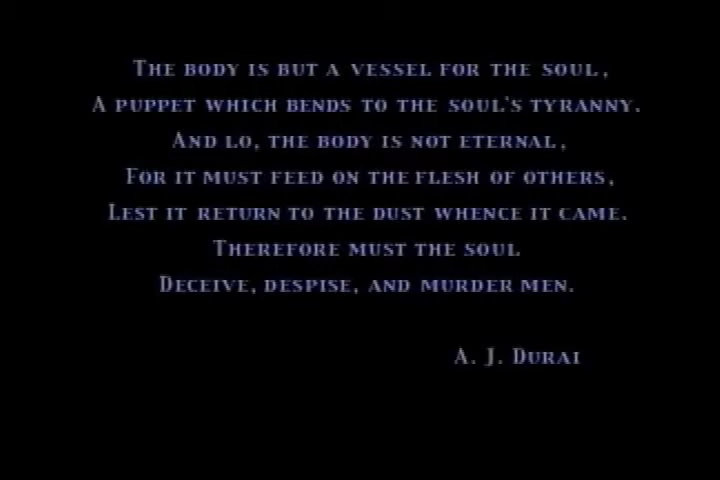 The body is but a vessel for the soul,
A puppet which bends to the soul's tyranny.
And lo, the body is not eternal,
For it must feed on the flesh of others,
Lest it return to the dust whence it came.
Therefore must the soul
Deceive, despise, and murder men.
A. J. Durai